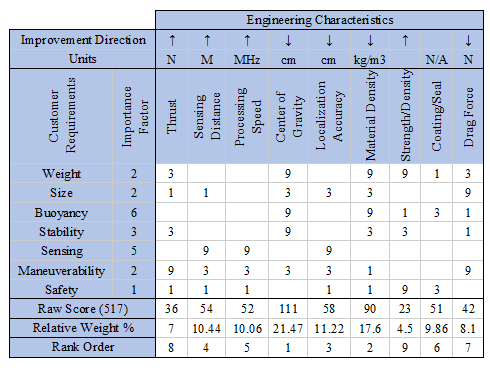 Engineering Characteristics
Improvement Direction ↑ ↑ ↑ ↓ ↓ ↓ ↑ ↓
Units N M MHz cm cm kg/m3 N/A N
Customer Requirements Importance Factor Thrust Sensing Distance Processing Speed Center of Gravity Localization Accuracy Material Density Strength/Density Coating/Seal Drag Force
Weight 2 3 9 9 9 1 3
Size 2 1 1 3 3 3 9
Buoyancy 6 9 9 1 3 1
Stability 3 3 9 3 3 1
Sensing 5 9 9 9
Maneuverability 2 9 3 3 3 3 1 9
Safety 1 1 1 1 1 1 9 3
Raw Score (517) 36 54 52 111 58 90 23 51 42
Relative Weight % 7 10.44 10.06 21.47 11.22 17.6 4.5 9.86 8.1
Rank Order 8 4 5 1 3 2 9 6 7